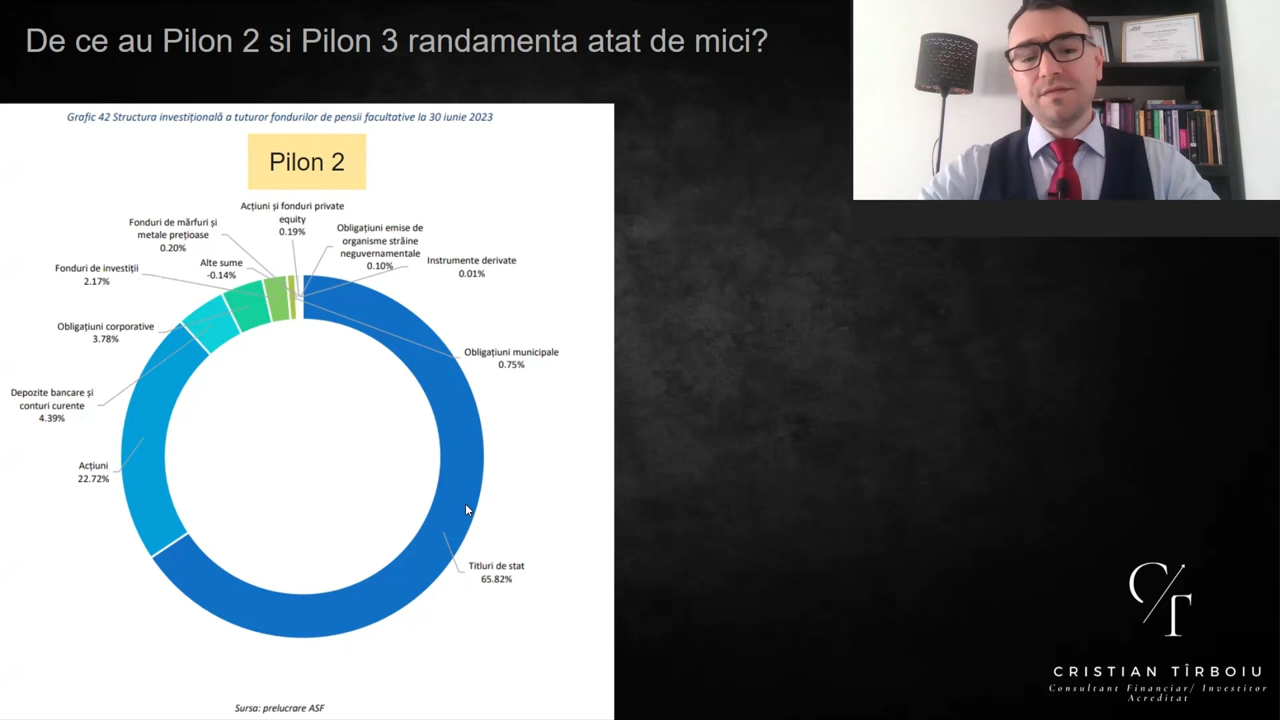 De ce au Pilon 2 si Pilon 3 randamenta atat de mici?
Grafic 42 Structura investițională a tuturor fondurilor de pensii facultative la 30 iunie 2023
Pilon 2
Acțiuni și fonduri private
equity
0.19%
Fonduri de mărfuri și
metale prețioase
0.20%
Obligațiuni emise de
organisme străine
neguvernamentale
0.10%
Alte sume
-0.14%
Instrumente derivate
0.01%
Fonduri de investiții
2.17%
Obligațiuni corporative
3.78%
Obligațiuni municipale
0.75%
Depozite bancare și
conturi curente
4.39%
Acțiuni
22.72%
Titluri de stat
65.82%
Sursa: prelucrare ASF
CT
CRISTIAN TÎRBOIU
Consultant Financiar/ Investitor
Acreditat